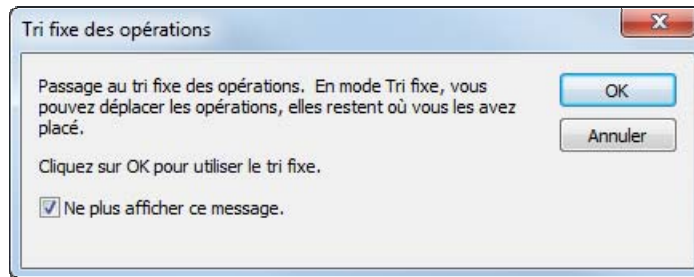 Tri fixe des opérations
Passage au tri fixe des opérations. En mode Tri fixe, vous
pouvez déplacer les opérations, elles restent où vous les avez
placé.
OK
Annuler
Cliquez sur OK pour utiliser le tri fixe.
Ne plus afficher ce message.